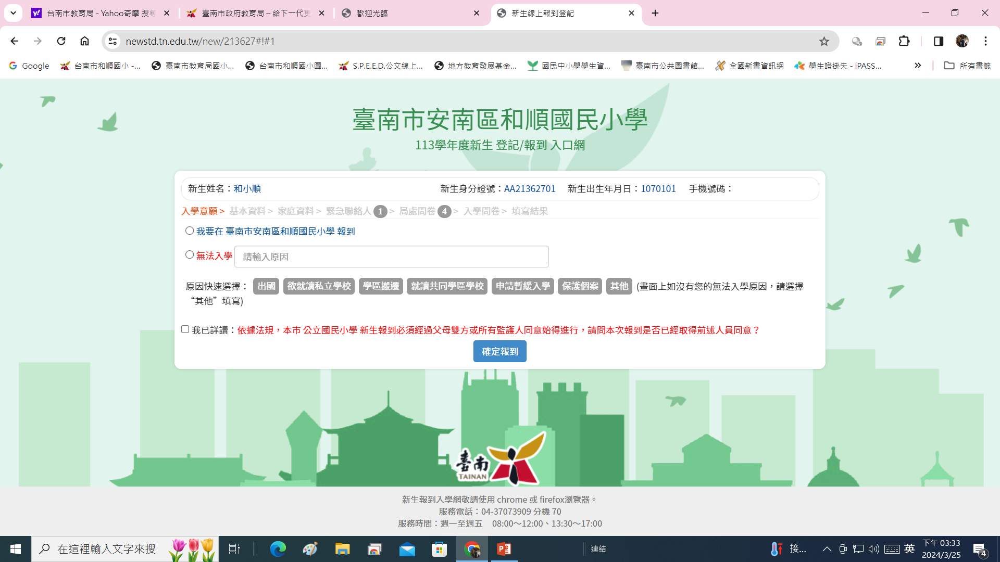 台南市教育局 - Yahoo奇摩 搜尋
臺南市政府教育局 – 給下一代更
歡迎光臨
新生線上報到登記
newstd.tn.edu.tw/new/213627#!#1
Google
台南市和順國小 -...
臺南市教育局國小...
台南市和順國小圖...
S.P.E.E.D.公文線上...
地方教育發展基金...
國民中小學學生資...
臺南市公共圖書館...
全國新書資訊網
學生證掛失 - iPASS...
»
所有書籤
臺南市安南區和順國民小學
113學年度新生 登記/報到 入口網
新生姓名：和小順 新生身分證號：AA21362701 新生出生年月日：1070101 手機號碼：
入學意願 > 基本資料 > 家庭資料 > 緊急聯絡人 1 > 局處問卷 4 > 入學問卷 > 填寫結果
我要在 臺南市安南區和順國民小學 報到
無法入學 請輸入原因
原因快速選擇： 出國 欲就讀私立學校 學區搬遷 就讀共同學區學校 申請暫緩入學 保護個案 其他 (畫面上如沒有您的無法入學原因，請選擇
“其他”填寫)
我已詳讀：依據法規，本市 公立國民小學 新生報到必須經過父母雙方或所有監護人同意始得進行，請問本次報到是否已經取得前述人員同意？
確定報到
臺南
TAINAN
新生報到入學網敬請使用 chrome 或 firefox瀏覽器。
服務電話：04-37073909 分機 70
服務時間：週一至週五 08:00～12:00、13:30～17:00
在這裡輸入文字來搜
連結
接...
英
下午 03:33
2024/3/25
4